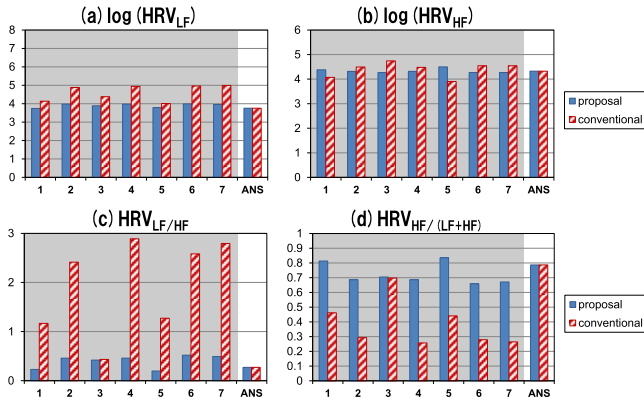 (a) log (HRVLF)
8
7
6
5
4
3
2
1
0
1 2 3 4 5 6 7 ANS
(b) log (HRVHF)
6
5
4
3
2
1
0
1 2 3 4 5 6 7 ANS
proposal
conventional
(c) HRVLF/HF
3
2
1
0
1 2 3 4 5 6 7 ANS
(d) HRVHF/ (LF+HF)
1
0.9
0.8
0.7
0.6
0.5
0.4
0.3
0.2
0.1
0
1 2 3 4 5 6 7 ANS
proposal
conventional